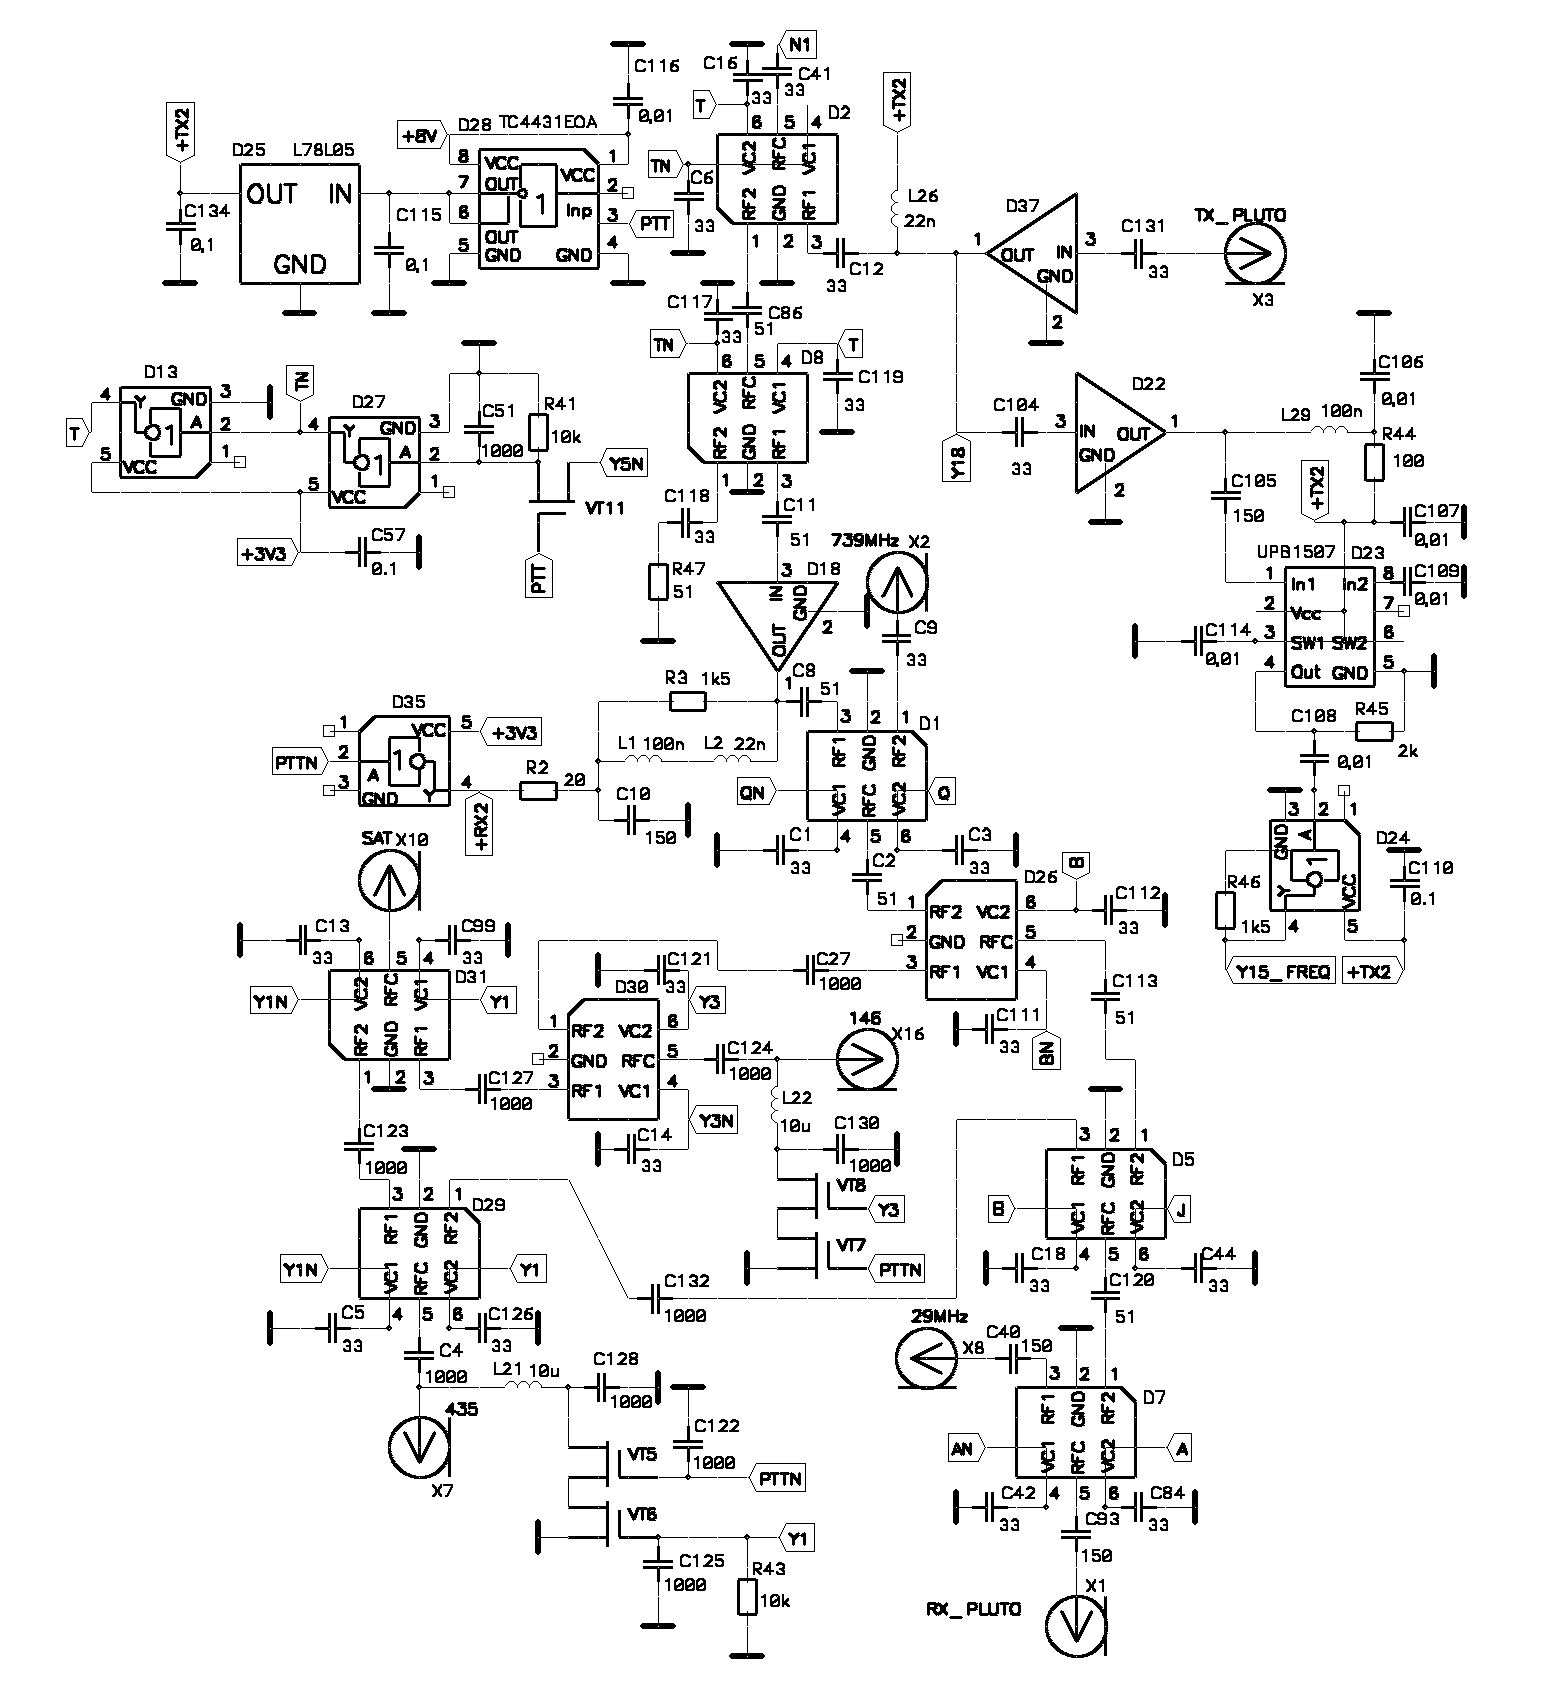 N1
C116
C16
C41
33
33
+TX2
T
D2
0,01
+TX2
+8V
D28 TC4431EOA
6 5 4
D25 L78L05
VC2 RFC VC1
TN
8 VCC
VCC 1
OUT IN
7 OUT
1
2
C6
L26
22n
D37
TX_PLUTO
C134
C115
6
Inp 3
PTT
33
RF2 GND RF1
0,1
OUT
1 OUT
IN 3
C131
33
GND
0,1
5 GND
GND 4
1 2 3
C12
33
GND
2
X3
C117
33
C86
51
TN
T
6 5 4
D8
C119
33
C106
0,01
D13
TN
D27
4 Y
GND 3
C51
1000
R41
10k
VC2 RFC VC1
D22
C104
33
L29 100n
T
1
A 2
4 Y
GND 3
3 IN
OUT 1
R44
100
5 VCC
1
1
A 2
Y5N
RF2 GND RF1
GND
2
Y18
5 VCC
1
1 2 3
+TX2
VT11
C118
33
C11
51
C105
150
C107
0,01
+3V3
C57
0.1
PTT
739MHz X2
UPB1507 D23
R47
51
3 D18
IN GND
2
OUT
1 In1
In2 8
C109
0,01
2 Vcc
7
C9
33
C114
0,01
3 SW1
SW2 6
4 Out
GND 5
R3 1k5
1
C8
51
D35
1
VCC 5
+3V3
3 2 1
D1
C108
0,01
R45
2k
L1 100n L2 22n
RF1 GND RF2
PTTN
2 A
1
R2
20
QN
Q
3 GND
Y 4
+RX2
C10
150
VC1 RFC VC2
3 2 1
SAT X10
4 5 6
GND A
D24
C1
33
C2
51
C3
33
1
Y VCC
C110
0.1
R46
1k5
D26
B
1 RF2
VC2 6
C112
33
4 5
C13
33
C99
33
2 GND
RFC 5
6 5 4
D31
C27
1000
3 RF1
VC1 4
Y15_FREQ
+TX2
C121
33
Y1N
VC2 RFC VC1
Y1
D30
Y3
C113
51
146
X16
C111
33
BN
RF2 GND RF1
1 RF2
VC2 6
2 GND
RFC 5
C124
1000
1 2 3
C127
1000
3 RF1
VC1 4
L22
10u
Y3N
C123
1000
C14
33
C130
1000
3 2 1
D5
RF1 GND RF2
3 2 1
D29
VT8
Y3
B
J
RF1 GND RF2
VC1 RFC VC2
VT7
PTTN
C18
33
4 5 6
C44
33
Y1N
VC1 RFC VC2
Y1
C132
1000
C120
51
C5
33
4 5 6
C126
33
29MHz
X8
C40
150
C4
1000
L21 10u
C128
1000
3 2 1
D7
435
RF1 GND RF2
C122
1000
VT5
AN
A
VC1 RFC VC2
X7
PTTN
VT6
C42
33
4 5 6
C84
33
C93
150
Y1
C125
1000
R43
10k
X1
RX_PLUTO